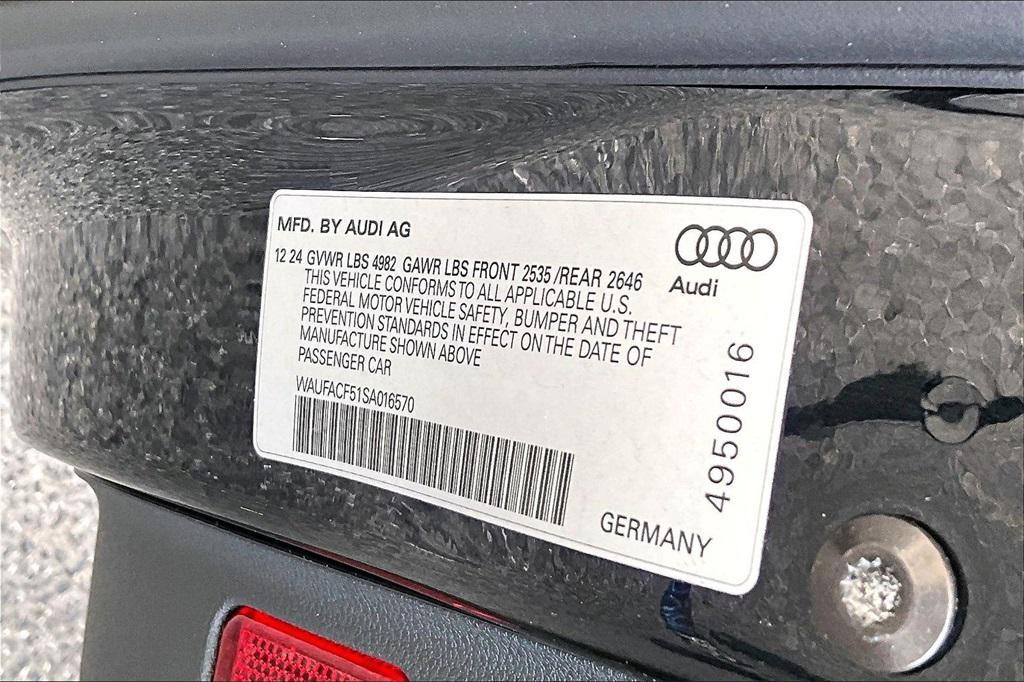 MFD. BY AUDI AG
12 24 GVWR LBS 4982 GAWR LBS FRONT 2535 /REAR 2646
THIS VEHICLE CONFORMS TO ALL APPLICABLE U.S.
FEDERAL MOTOR VEHICLE SAFETY, BUMPER AND THEFT
PREVENTION STANDARDS IN EFFECT ON THE DATE OF
MANUFACTURE SHOWN ABOVE
PASSENGER CAR
WAUFACF51SA016570
Audi
4950016
GERMANY